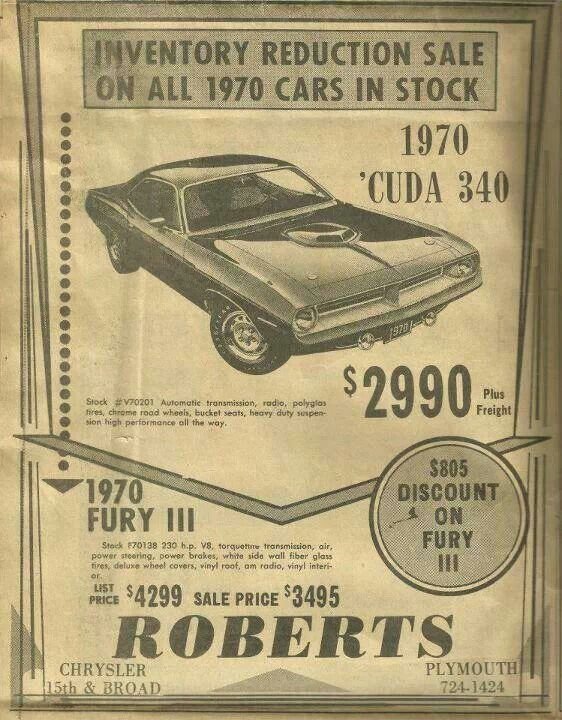 INVENTORY REDUCTION SALE
ON ALL 1970 CARS IN STOCK
1970
'CUDA 340
1970
$2990 Plus Freight
Stock #V70201 Automatic transmission, radio, polyglas
tires, chrome road wheels, bucket seats, heavy duty suspen-
sion high performance all the way.
$805
DISCOUNT
ON
FURY
III
1970
FURY III
Stock F70138 230 h.p. V8, torqueflite transmission, air,
power steering, power brakes, white side wall fiber glass
tires, deluxe wheel covers, vinyl roof, am radio, vinyl interi-
or.
LIST PRICE $4299 SALE PRICE $3495
ROBERTS
CHRYSLER PLYMOUTH
15th & BROAD 724-1424